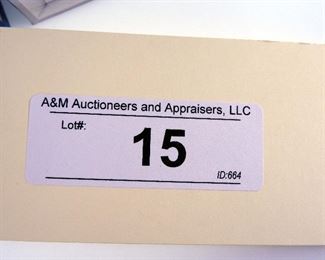 A&M Auctioneers and Appraisers, LLC
Lot#:
15
ID:664